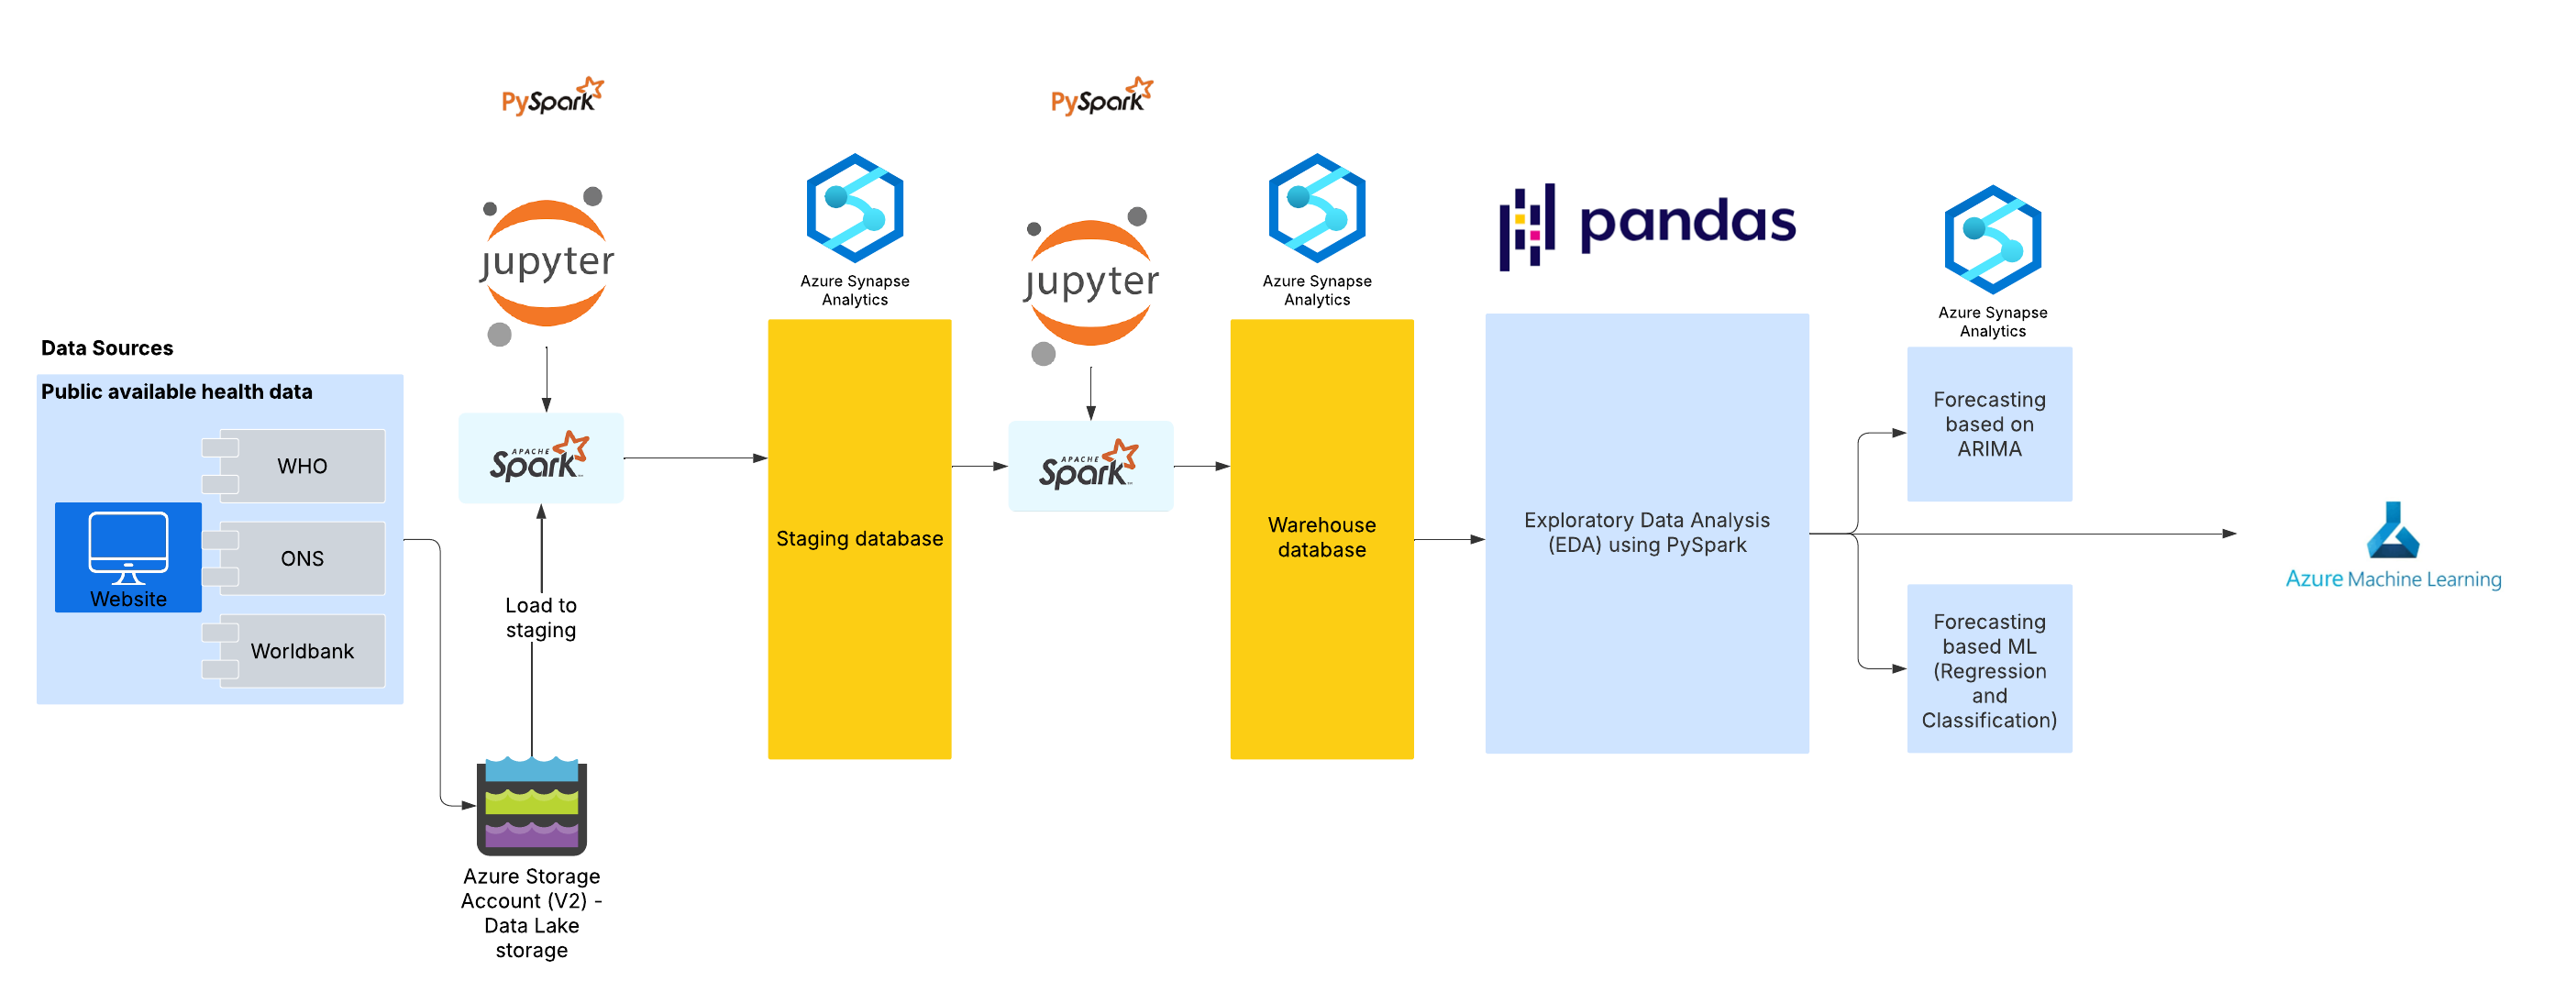 PySpark
PySpark
jupyter
Azure Synapse
Analytics
jupyter
Azure Synapse
Analytics
pandas
Azure Synapse
Analytics
Data Sources
Public available health data
WHO
ONS
Worldbank
Website
APACHE
Spark™
Load to
staging
Azure Storage
Account (V2) -
Data Lake
storage
Staging database
APACHE
Spark™
Warehouse
database
Exploratory Data Analysis
(EDA) using PySpark
Forecasting
based on
ARIMA
Forecasting
based ML
(Regression
and
Classification)
Azure Machine Learning